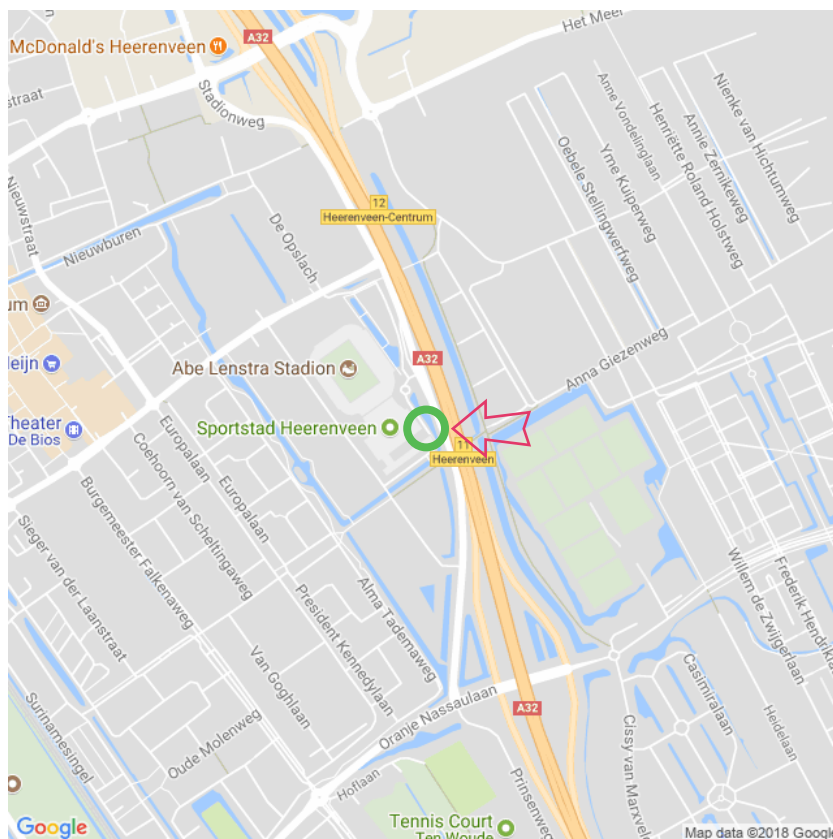 McDonald's Heerenveen
A32
Het Meer
straat
Stadionweg
Anne Vondelinglaan
Nienke van Hichtumweg
Annie Zernikeweg
Henriëtte Roland Holstweg
Yme Kuiperweg
Oebele Stellingwerfweg
Nieuwstraat
12
Heerenveen-Centrum
De Opslach
Nieuwburen
um
A32
Anna Giezenweg
leijn
Abe Lenstra Stadion
Theater
De Bios
Sportstad Heerenveen
11
Heerenveen
Europalaan
Coehoorn van Scheltingaweg
Europalaan
Burgemeester Falkenaweg
Sieger van der Laanstraat
Alma Tademaweg
President Kennedylaan
Van Goghlaan
Willem de Zwijgerlaan
Frederik Hendrikla
Casimiralaan
Heidelaan
Surinamesingel
Oude Molenweg
Oranje Nassaulaan
A32
Cissy van Marxvel
Hoflaan
Prinsenweg
Tennis Court
Ten Woude
Google
Map data ©2018 Google